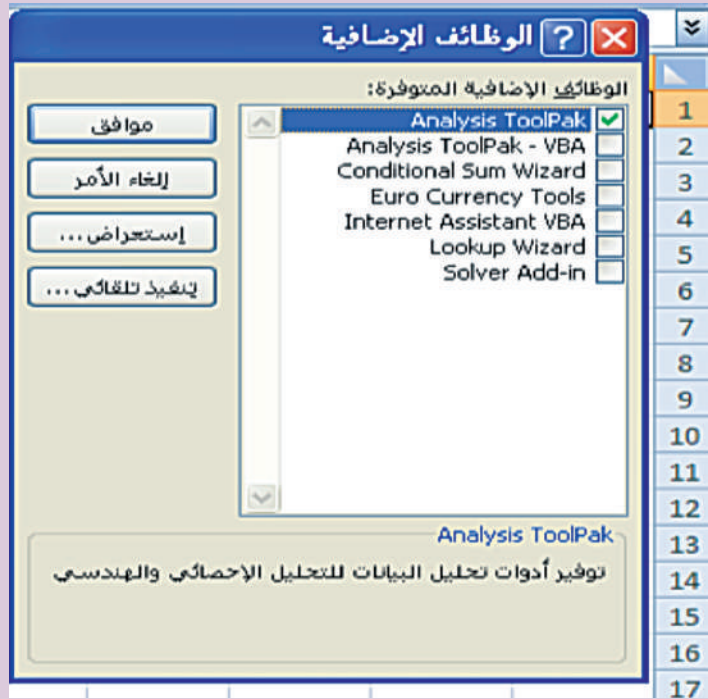 الوظائف الإضافية
الوظائف الإضافية المتوفرة:
Analysis ToolPak
Analysis ToolPak - VBA
Conditional Sum Wizard
Euro Currency Tools
Internet Assistant VBA
Lookup Wizard
Solver Add-in
موافق
إلغاء الأمر
إستعراض...
تنفيذ تلقائي...
Analysis ToolPak
توفير أدوات تحليل البيانات للتحليل الإحصائي والهندسي
1
2
3
4
5
6
7
8
9
10
11
12
13
14
15
16
17